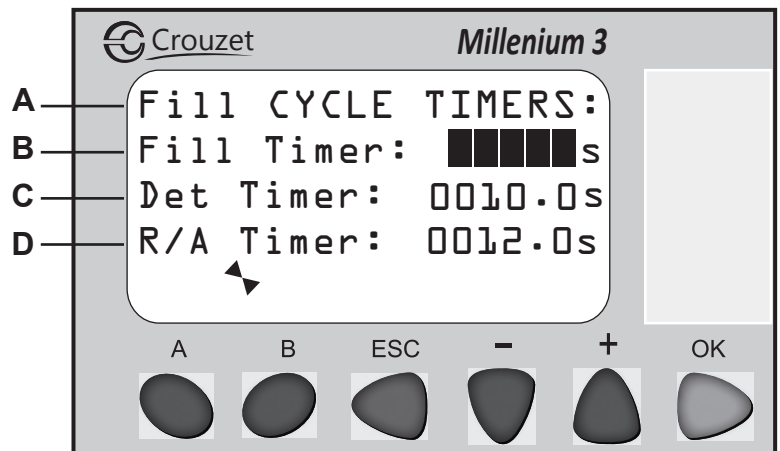 Crouzet Millenium 3
A Fill CYCLE TIMERS:
B Fill Timer: █████s
C Det Timer: 0010.0s
D R/A Timer: 0012.0s
A B ESC - + OK